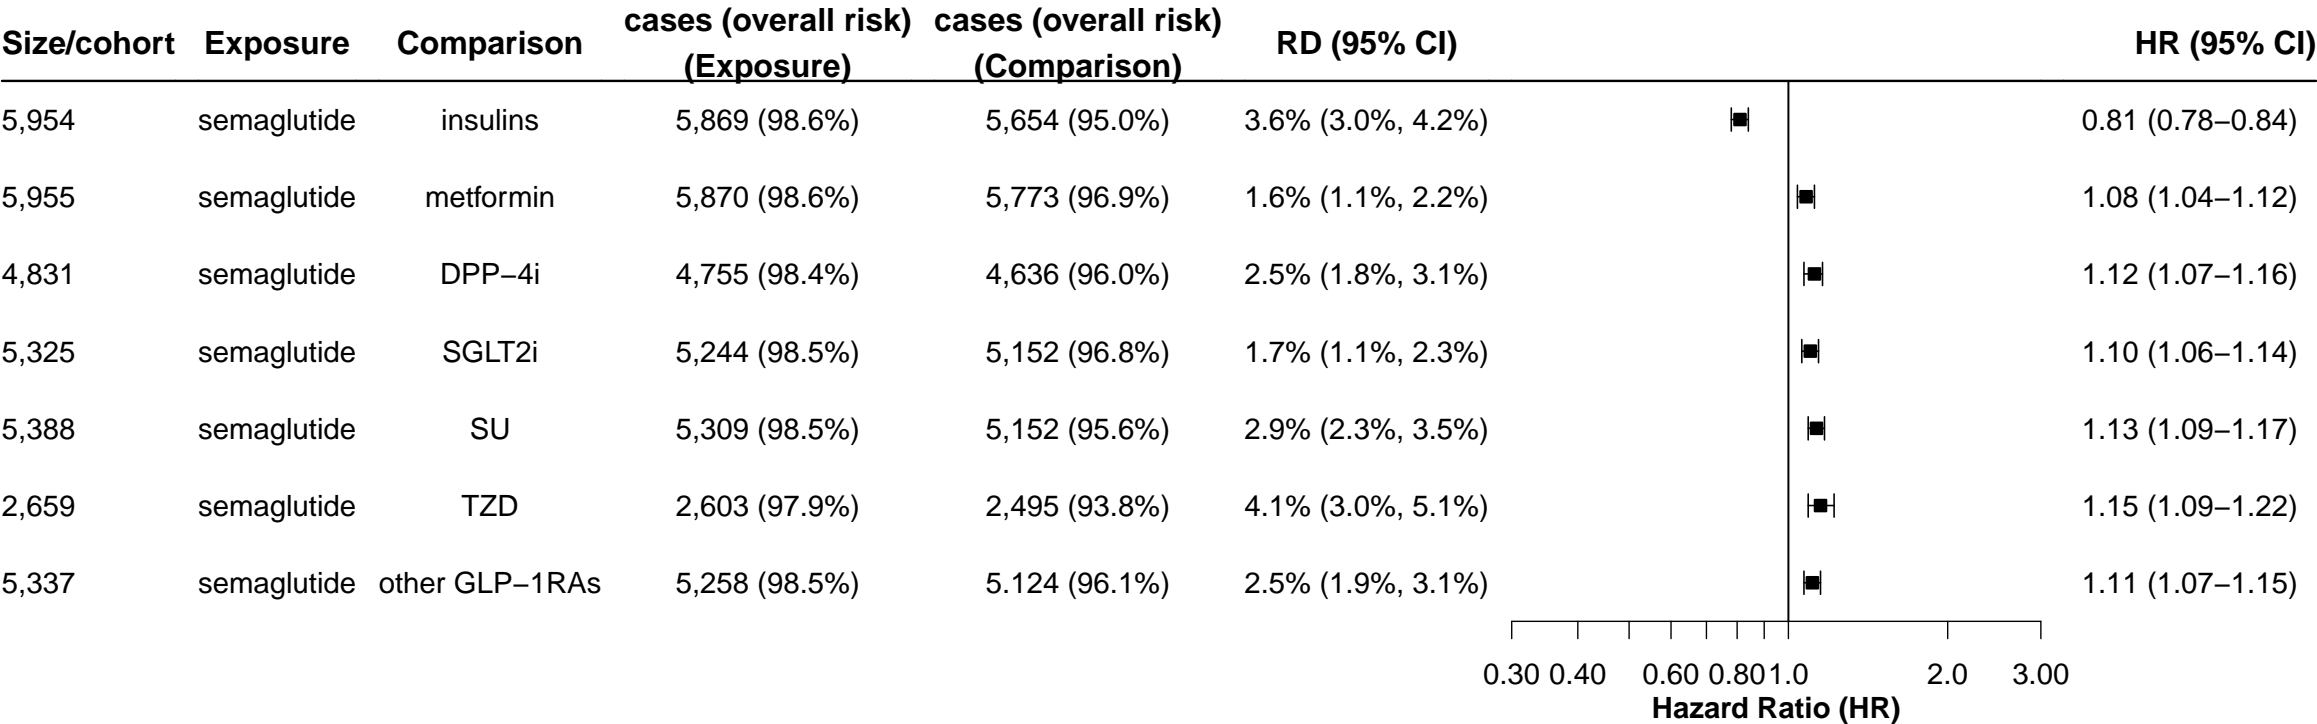 Size/cohort Exposure Comparison cases (overall risk) (Exposure) cases (overall risk) (Comparison) RD (95% CI) HR (95% CI)
5,954 semaglutide insulins 5,869 (98.6%) 5,654 (95.0%) 3.6% (3.0%, 4.2%) 0.81 (0.78–0.84)
5,955 semaglutide metformin 5,870 (98.6%) 5,773 (96.9%) 1.6% (1.1%, 2.2%) 1.08 (1.04–1.12)
4,831 semaglutide DPP–4i 4,755 (98.4%) 4,636 (96.0%) 2.5% (1.8%, 3.1%) 1.12 (1.07–1.16)
5,325 semaglutide SGLT2i 5,244 (98.5%) 5,152 (96.8%) 1.7% (1.1%, 2.3%) 1.10 (1.06–1.14)
5,388 semaglutide SU 5,309 (98.5%) 5,152 (95.6%) 2.9% (2.3%, 3.5%) 1.13 (1.09–1.17)
2,659 semaglutide TZD 2,603 (97.9%) 2,495 (93.8%) 4.1% (3.0%, 5.1%) 1.15 (1.09–1.22)
5,337 semaglutide other GLP–1RAs 5,258 (98.5%) 5.124 (96.1%) 2.5% (1.9%, 3.1%) 1.11 (1.07–1.15)
0.30 0.40 0.60 0.80 1.0 2.0 3.00
Hazard Ratio (HR)